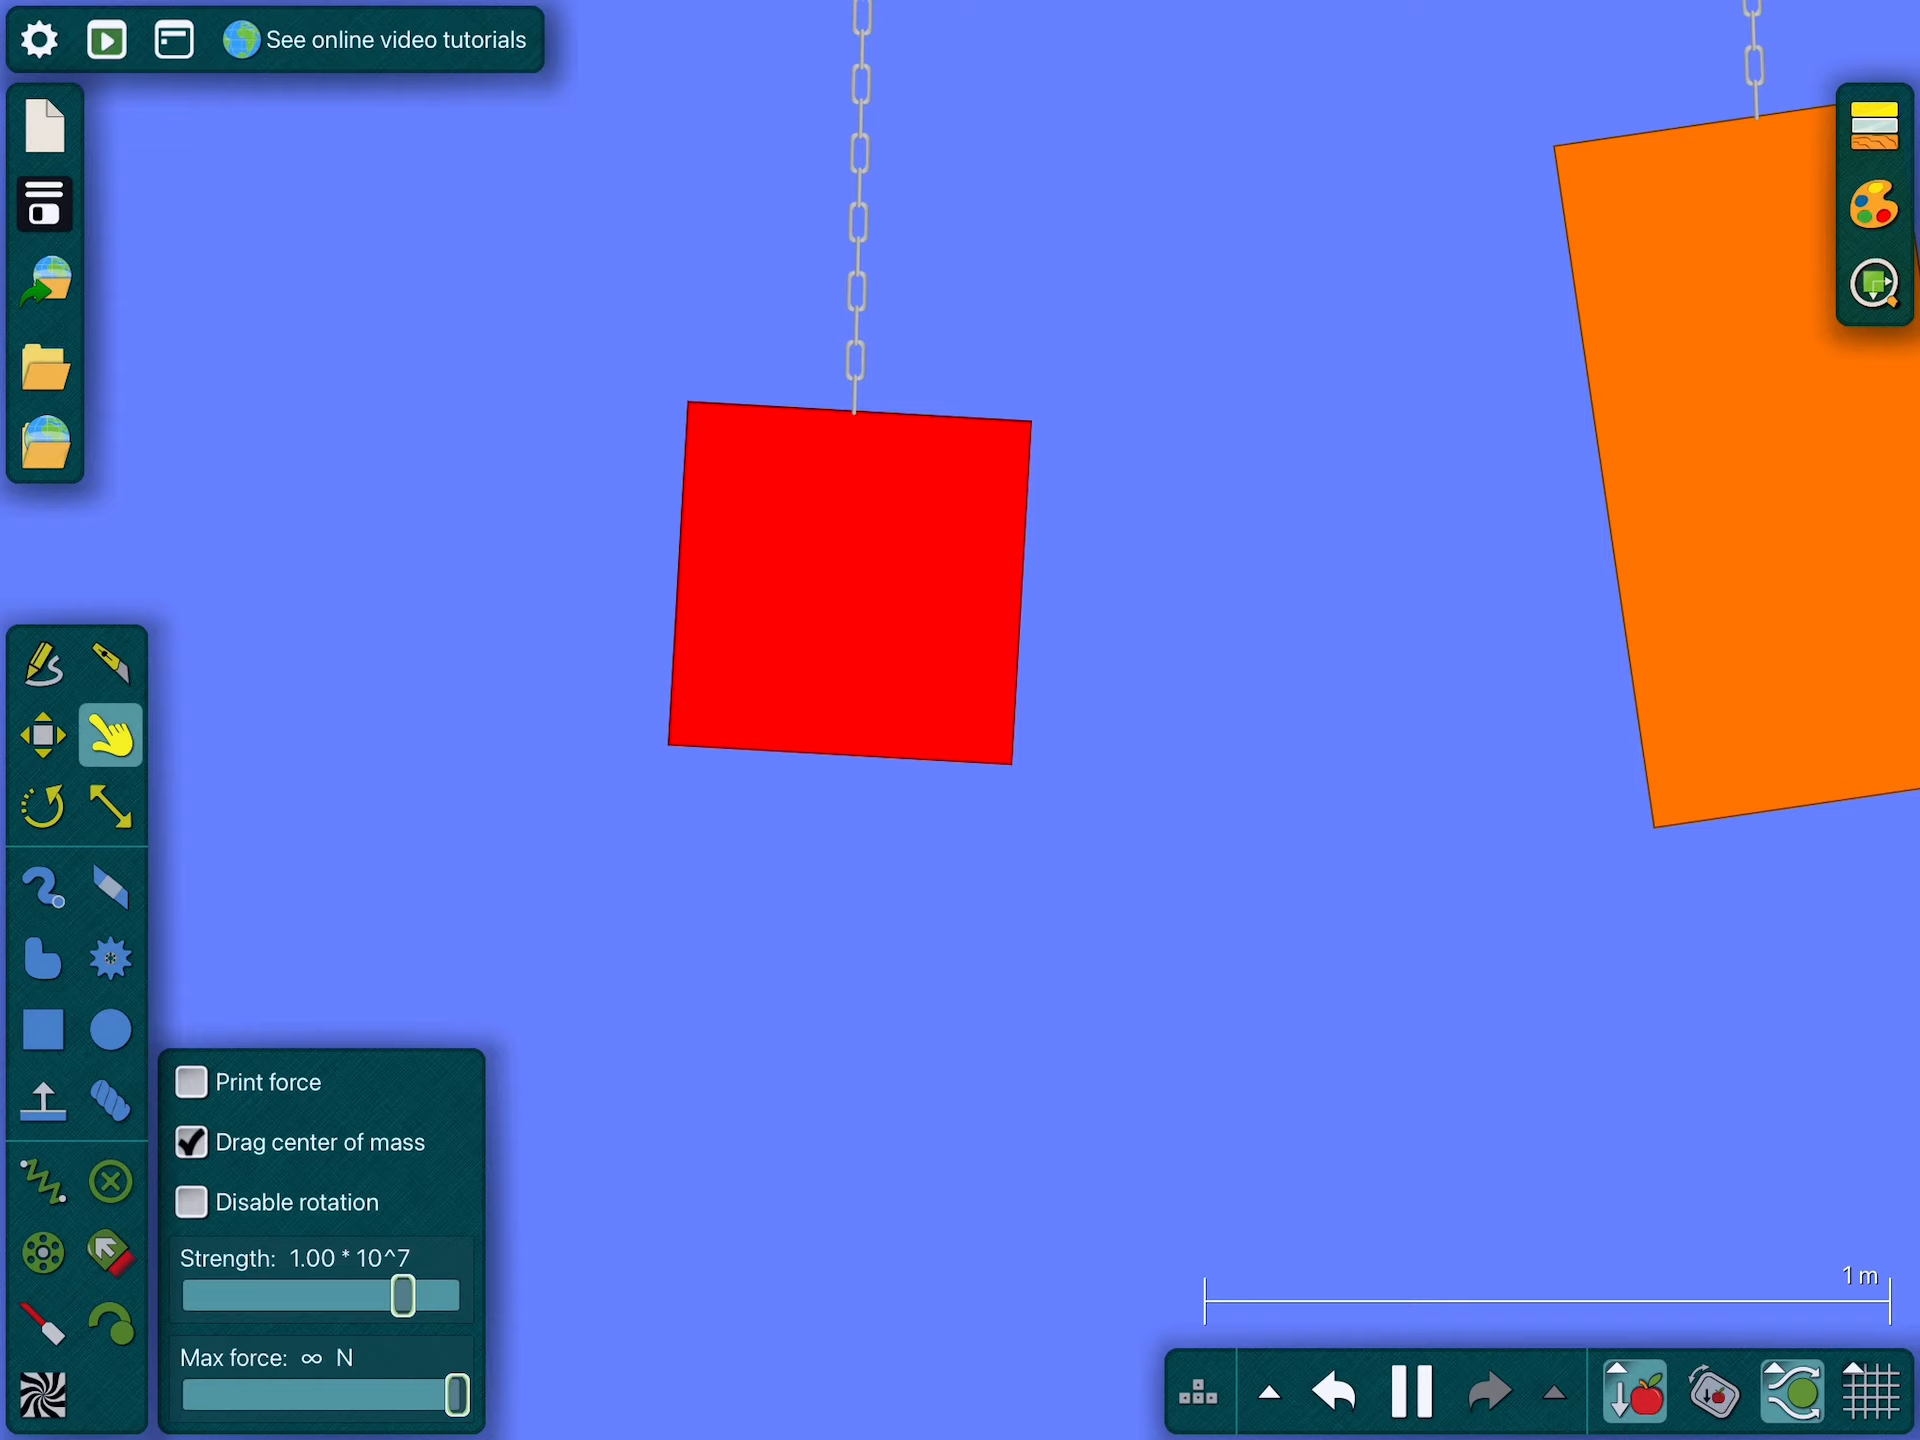 See online video tutorials
Print force
Drag center of mass
Disable rotation
Strength: 1.00 * 10^7
Max force: ∞ N
1 m